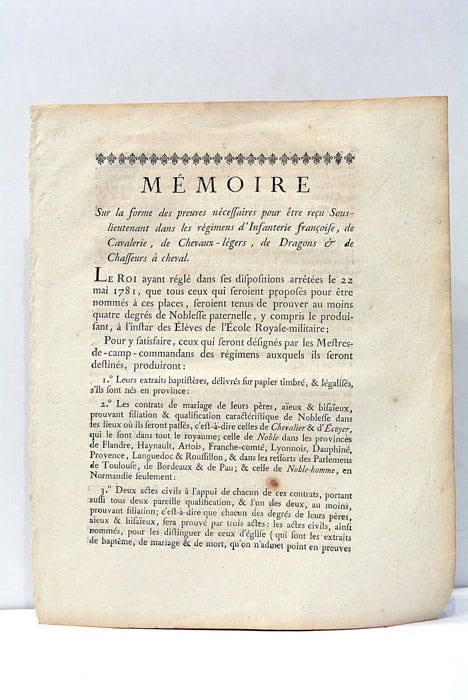 MÉMOIRE
Sur la forme des preuves nécessaires pour être reçu Sous-
lieutenant dans les régimens d'Infanterie françoise, de
Cavalerie, de Chevaux-légers, de Dragons & de
Chasseurs à cheval.
LE ROI ayant réglé dans ses dispositions arrêtées le 22
mai 1781, que tous ceux qui seroient proposés pour être
nommés à ces places, seroient tenus de prouver au moins
quatre degrés de Noblesse paternelle, y compris le produi-
sant, à l'instar des Élèves de l'École Royale-militaire;
Pour y satisfaire, ceux qui seront désignés par les Mestres-
de-camp-commandans des régimens auxquels ils seront
destinés, produiront:
1.° Leurs extraits baptistères, délivrés sur papier timbré, & légalisés,
s'ils sont nés en province:
2.° Les contrats de mariage de leurs pères, aïeux & bisaïeux,
prouvant filiation & qualification caractéristique de Noblesse dans
les lieux où ils seront passés, c'est-à-dire celles de Chevalier & d'Écuyer,
qui le sont dans tout le royaume; celle de Noble dans les provinces
de Flandre, Haynault, Artois, Franche-comté, Lyonnois, Dauphiné,
Provence, Languedoc & Roussillon, & dans les ressorts des Parlemens
de Toulouse, de Bordeaux & de Pau; & celle de Noble-homme, en
Normandie seulement:
3.° Deux actes civils à l'appui de chacun de ces contrats, portant
aussi tous deux pareille qualification, & l'un des deux, au moins,
prouvant filiation; c'est-à-dire que chacun des degrés de leurs pères,
aïeux & bisaïeux, sera prouvé par trois actes: les actes civils, ainsi
nommés, pour les distinguer de ceux d'église (qui sont les extraits
de baptême, de mariage & de mort, qu'on n'admet point en preuves